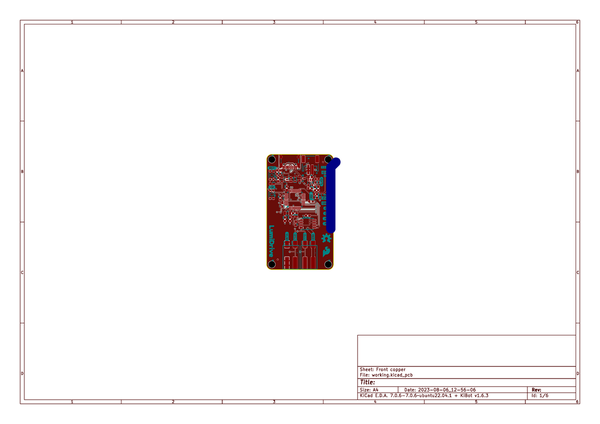 1 2 3 4 5 6
A A
B B
LumiDrive
C C
D D
Sheet: Front copper
File: working.kicad_pcb
Title:
Size: A4 Date: 2023-08-06_12-56-06 Rev:
KiCad E.D.A. 7.0.6-7.0.6~ubuntu22.04.1 + KiBot v1.6.3 Id: 1/6
1 2 3 4 5 6